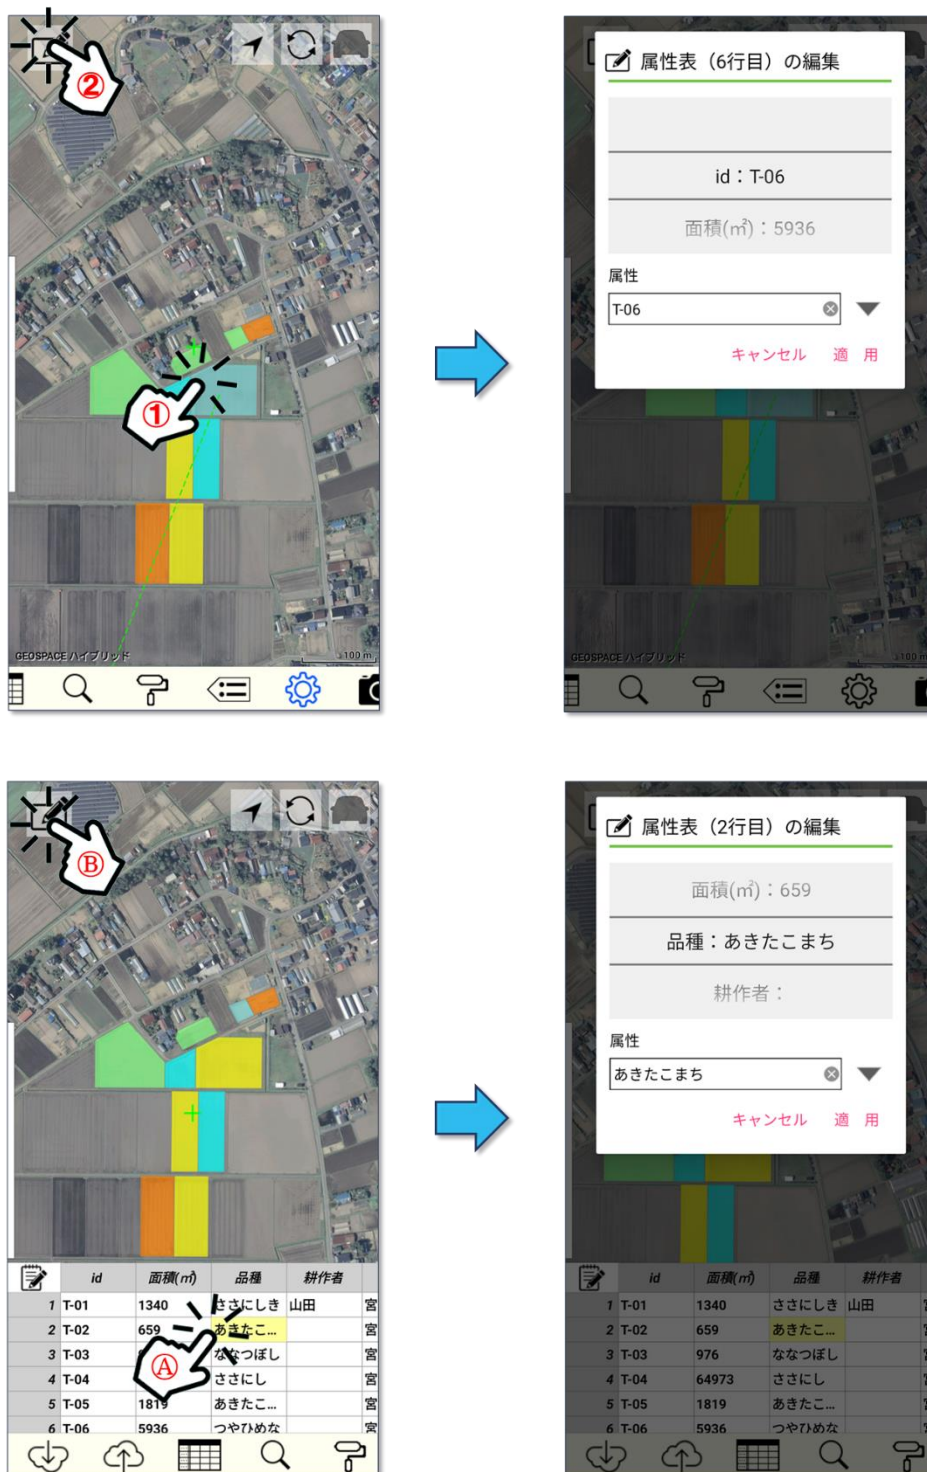 ②
①
GEOSPACE ハイブリッド
100 m
属性表（6行目）の編集
id：T-06
面積(㎡)：5936
属性
T-06
キャンセル 適 用
GEOSPACE ハイブリッド
100 m
Ⓑ
id 面積(㎡) 品種 耕作者
1 T-01 1340 ささにしき 山田 宮
2 T-02 659 あきたこ... 宮
3 T-03 ななつぼし 宮
4 T-04 ささにし 宮
5 T-05 1819 あきたこ... 宮
6 T-06 5936 つやひめな 宮
Ⓐ
属性表（2行目）の編集
面積(㎡)：659
品種：あきたこまち
耕作者：
属性
あきたこまち
キャンセル 適 用
id 面積(㎡) 品種 耕作者
1 T-01 1340 ささにしき 山田
2 T-02 659 あきたこ...
3 T-03 976 ななつぼし
4 T-04 64973 ささにし
5 T-05 1819 あきたこ...
6 T-06 5936 つやひめな